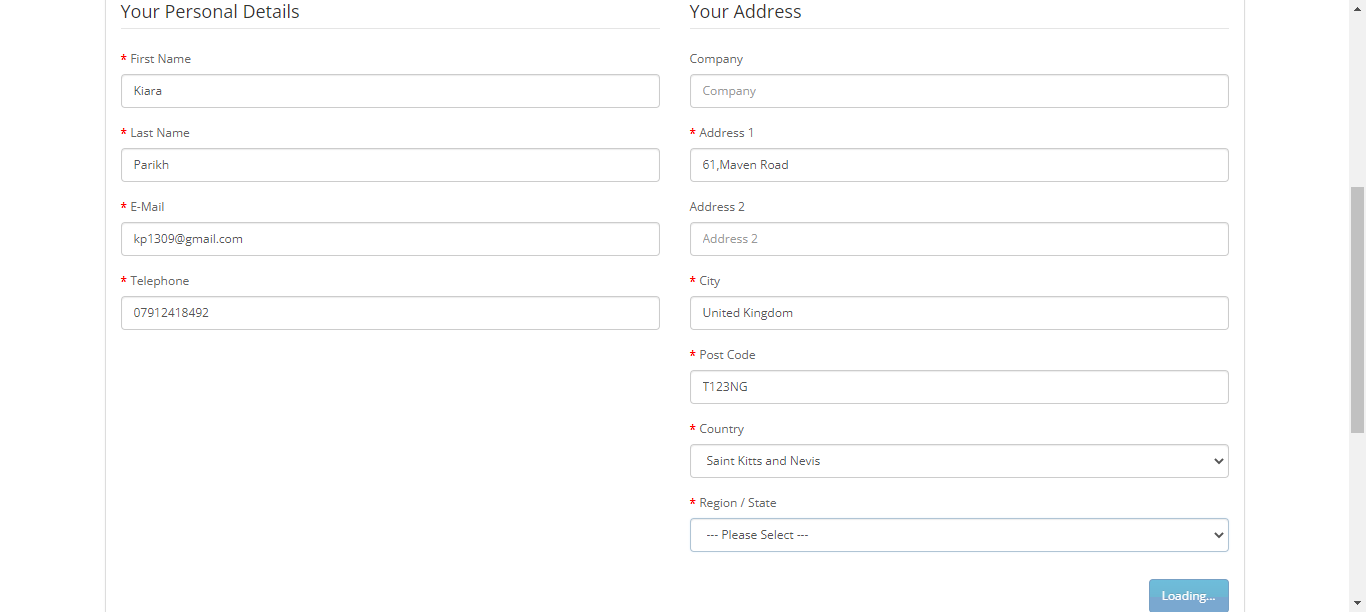 Your Personal Details
* First Name
Kiara
* Last Name
Parikh
* E-Mail
kp1309@gmail.com
* Telephone
07912418492
Your Address
Company
Company
* Address 1
61,Maven Road
Address 2
Address 2
* City
United Kingdom
* Post Code
T123NG
* Country
Saint Kitts and Nevis
* Region / State
--- Please Select ---
Loading...